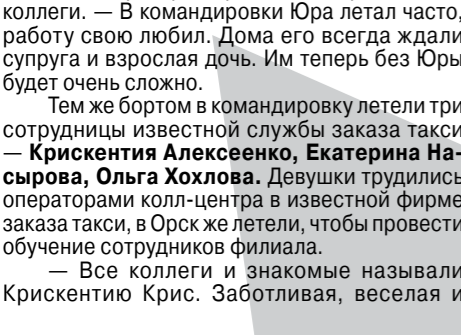 коллеги. — В командировки Юра летал часто,
работу свою любил. Дома его всегда ждали
супруга и взрослая дочь. Им теперь без Юры
будет очень сложно.
Тем же бортом в командировку летели три
сотрудницы известной службы заказа такси
— Крискентия Алексеенко, Екатерина На-
сырова, Ольга Хохлова. Девушки трудились
операторами колл-центра в известной фирме
заказа такси, в Орск же летели, чтобы провести
обучение сотрудников филиала.
— Все коллеги и знакомые называли
Крискентию Крис. Заботливая, веселая и